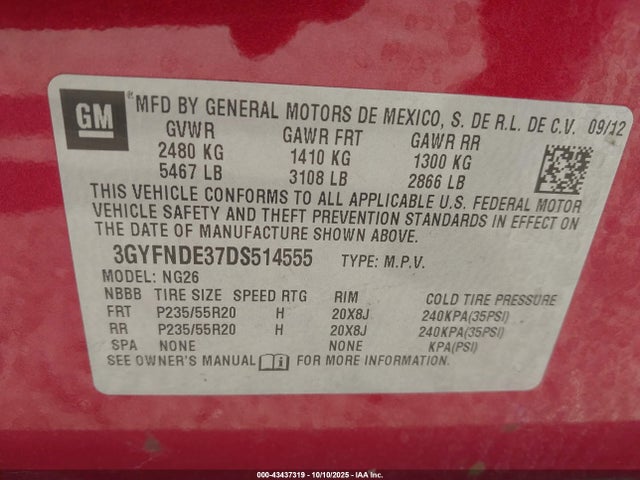 GM
MFD BY GENERAL MOTORS DE MEXICO, S. DE R.L. DE C.V. 09/12
GVWR GAWR FRT GAWR RR
2480 KG 1410 KG 1300 KG
5467 LB 3108 LB 2866 LB
THIS VEHICLE CONFORMS TO ALL APPLICABLE U.S. FEDERAL MOTOR
VEHICLE SAFETY AND THEFT PREVENTION STANDARDS IN EFFECT ON
THE DATE OF MANUFACTURE SHOWN ABOVE.
3GYFNDE37DS514555 TYPE: M.P.V.
MODEL: NG26
NBBB TIRE SIZE SPEED RTG RIM COLD TIRE PRESSURE
FRT P235/55R20 H 20X8J 240KPA(35PSI)
RR P235/55R20 H 20X8J 240KPA(35PSI)
SPA NONE NONE KPA(PSI)
SEE OWNER'S MANUAL FOR MORE INFORMATION.
000-43437319 - 10/10/2025 - IAA Inc.